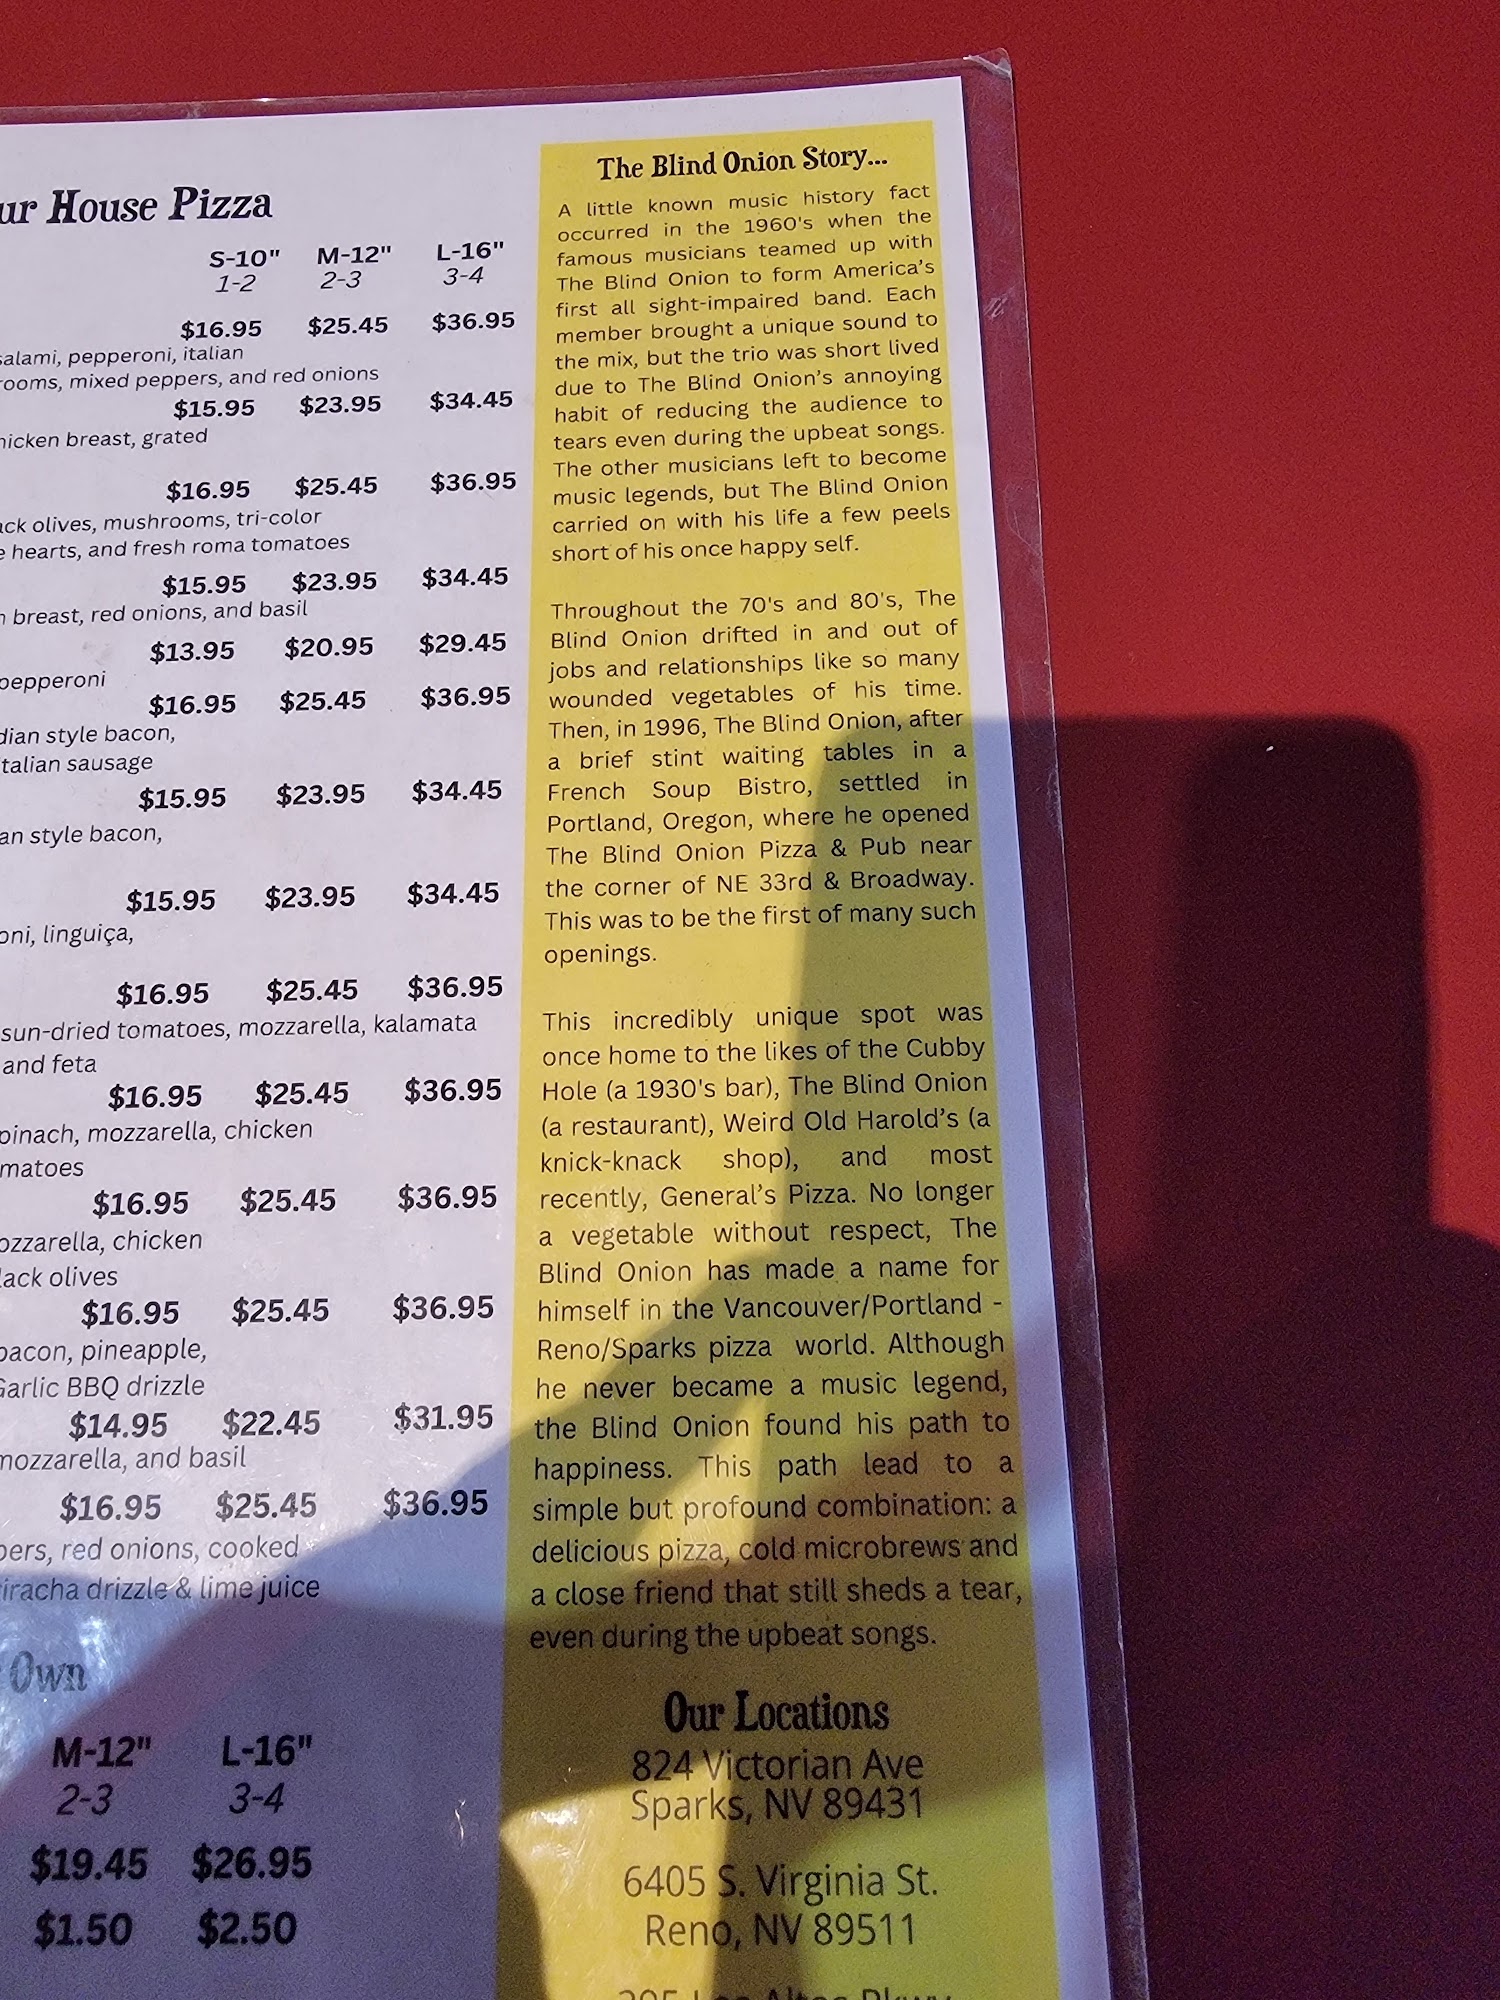 ur House Pizza
S-10" M-12" L-16"
1-2 2-3 3-4
$16.95 $25.45 $36.95
salami, pepperoni, italian
rooms, mixed peppers, and red onions
$15.95 $23.95 $34.45
hicken breast, grated
$16.95 $25.45 $36.95
ack olives, mushrooms, tri-color
e hearts, and fresh roma tomatoes
$15.95 $23.95 $34.45
n breast, red onions, and basil
$13.95 $20.95 $29.45
pepperoni
$16.95 $25.45 $36.95
dian style bacon,
talian sausage
$15.95 $23.95 $34.45
an style bacon,
$15.95 $23.95 $34.45
oni, linguiça,
$16.95 $25.45 $36.95
sun-dried tomatoes, mozzarella, kalamata
and feta
$16.95 $25.45 $36.95
pinach, mozzarella, chicken
matoes
$16.95 $25.45 $36.95
ozzarella, chicken
lack olives
$16.95 $25.45 $36.95
bacon, pineapple,
Garlic BBQ drizzle
$14.95 $22.45 $31.95
mozzarella, and basil
$16.95 $25.45 $36.95
pers, red onions, cooked
riracha drizzle & lime juice
Own
M-12" L-16"
2-3 3-4
$19.45 $26.95
$1.50 $2.50
The Blind Onion Story...
A little known music history fact
occurred in the 1960's when the
famous musicians teamed up with
The Blind Onion to form America's
first all sight-impaired band. Each
member brought a unique sound to
the mix, but the trio was short lived
due to The Blind Onion's annoying
habit of reducing the audience to
tears even during the upbeat songs.
The other musicians left to become
music legends, but The Blind Onion
carried on with his life a few peels
short of his once happy self.
Throughout the 70's and 80's, The
Blind Onion drifted in and out of
jobs and relationships like so many
wounded vegetables of his time.
Then, in 1996, The Blind Onion, after
a brief stint waiting tables in a
French Soup Bistro, settled in
Portland, Oregon, where he opened
The Blind Onion Pizza & Pub near
the corner of NE 33rd & Broadway.
This was to be the first of many such
openings.
This incredibly unique spot was
once home to the likes of the Cubby
Hole (a 1930's bar), The Blind Onion
(a restaurant), Weird Old Harold's (a
knick-knack shop), and most
recently, General's Pizza. No longer
a vegetable without respect, The
Blind Onion has made a name for
himself in the Vancouver/Portland -
Reno/Sparks pizza world. Although
he never became a music legend,
the Blind Onion found his path to
happiness. This path lead to a
simple but profound combination: a
delicious pizza, cold microbrews and
a close friend that still sheds a tear,
even during the upbeat songs.
Our Locations
824 Victorian Ave
Sparks, NV 89431
6405 S. Virginia St.
Reno, NV 89511